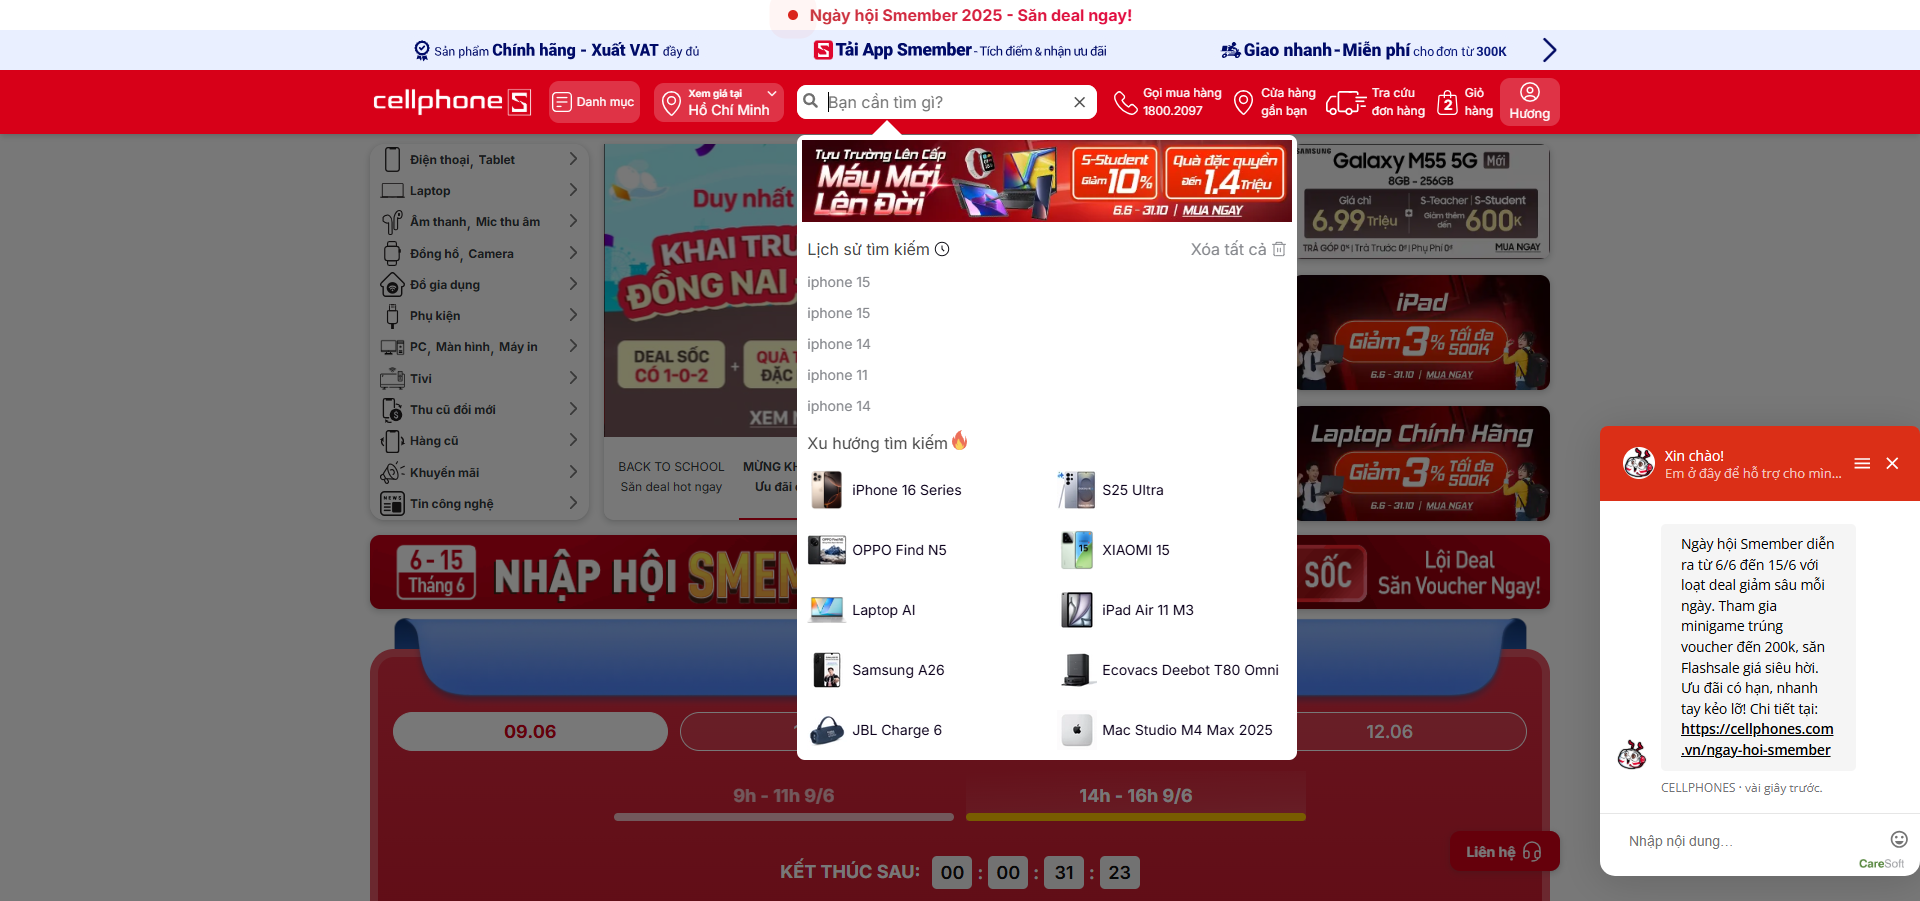 Ngày hội Smember 2025 - Săn deal ngay!
Sản phẩm Chính hãng - Xuất VAT đầy đủ
Tải App Smember - Tích điểm & nhận ưu đãi
Giao nhanh - Miễn phí cho đơn từ 300K
cellphoneS
Danh mục
Xem giá tại
Hồ Chí Minh
Bạn cần tìm gì?
Gọi mua hàng
1800.2097
Cửa hàng
gần bạn
Tra cứu
đơn hàng
2
Giỏ
hàng
Hương
Điện thoại, Tablet
Laptop
Âm thanh, Mic thu âm
Đồng hồ, Camera
Đồ gia dụng
Phụ kiện
PC, Màn hình, Máy in
Tivi
Thu cũ đổi mới
Hàng cũ
Khuyến mãi
Tin công nghệ
Duy nhất
KHAI TRƯ
ĐỒNG NAI
DEAL SỐC
CÓ 1-0-2
+
QUÀ T
ĐẶC
XEM N
BACK TO SCHOOL
Săn deal hot ngay
MỪNG KH
Ưu đãi
Tựu Trường Lên Cấp
Máy Mới
Lên Đời
S-Student
Giảm 10%
Quà đặc quyền
Đến 1.4 Triệu
6.6 - 31.10 | MUA NGAY
Lịch sử tìm kiếm
Xóa tất cả
iphone 15
iphone 15
iphone 14
iphone 11
iphone 14
Xu hướng tìm kiếm
iPhone 16 Series
S25 Ultra
OPPO Find N5
XIAOMI 15
Laptop AI
iPad Air 11 M3
Samsung A26
Ecovacs Deebot T80 Omni
JBL Charge 6
Mac Studio M4 Max 2025
SAMSUNG
Galaxy M55 5G Mới
8GB - 256GB
Giá chỉ
6.99 Triệu
S-Teacher | S-Student
Giảm thêm đến 600K
TRẢ GÓP 0% | Trả Trước 0đ | Phụ Phí 0đ
MUA NGAY
iPad
Giảm 3% Tối đa 500K
6.6 - 31.10 | MUA NGAY
Laptop Chính Hãng
Giảm 3% Tối đa 500K
6.6 - 31.10 | MUA NGAY
6 - 15
Tháng 6
NHẬP HỘI SMEM
SỐC
Lội Deal
Săn Voucher Ngay!
09.06
12.06
9h - 11h 9/6
14h - 16h 9/6
KẾT THÚC SAU: 00 : 00 : 31 : 23
Liên hệ
Xin chào!
Em ở đây để hỗ trợ cho mìn...
Ngày hội Smember diễn
ra từ 6/6 đến 15/6 với
loạt deal giảm sâu mỗi
ngày. Tham gia
minigame trúng
voucher đến 200k, săn
Flashsale giá siêu hời.
Ưu đãi có hạn, nhanh
tay kẻo lỡ! Chi tiết tại:
https://cellphones.com
.vn/ngay-hoi-smember
CELLPHONES · vài giây trước.
Nhập nội dung...
CareSoft